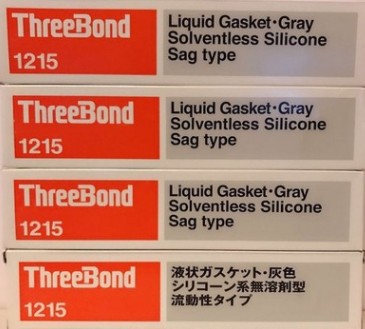 ThreeBond
1215
Liquid Gasket・Gray
Solventless Silicone
Sag type
ThreeBond
1215
Liquid Gasket・Gray
Solventless Silicone
Sag type
ThreeBond
1215
Liquid Gasket・Gray
Solventless Silicone
Sag type
ThreeBond
1215
液状ガスケット・灰色
シリコーン系無溶剤型
流動性タイプ